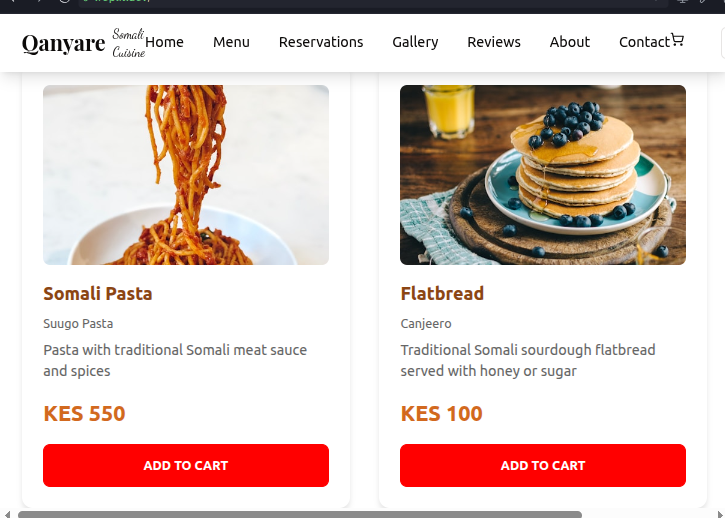 Qanyare
Somali
Cuisine
Home
Menu
Reservations
Gallery
Reviews
About
Contact
Somali Pasta
Suugo Pasta
Pasta with traditional Somali meat sauce
and spices
KES 550
ADD TO CART
Flatbread
Canjeero
Traditional Somali sourdough flatbread
served with honey or sugar
KES 100
ADD TO CART